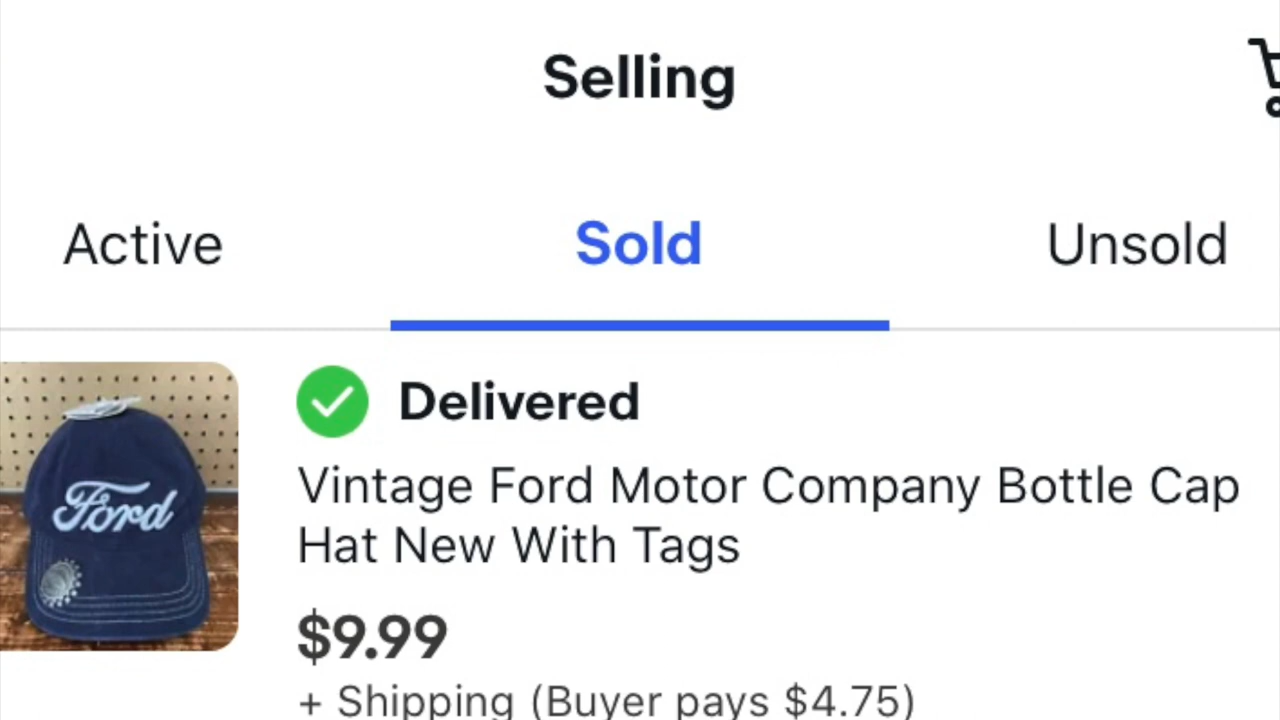 Selling
Active
Sold
Unsold
Delivered
Vintage Ford Motor Company Bottle Cap
Hat New With Tags
Ford
$9.99
+ Shipping (Buyer pays $4.75)